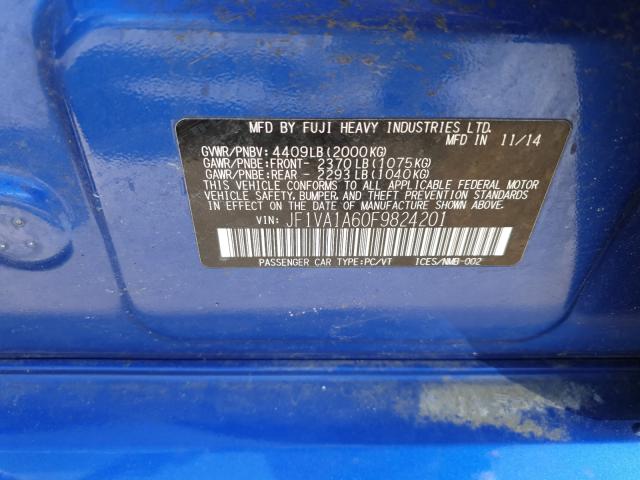 MFD BY FUJI HEAVY INDUSTRIES LTD.
MFD IN 11/14
GVWR/PNBV: 4409LB(2000KG)
GAWR/PNBE:FRONT- 2370LB(1075KG)
GAWR/PNBE:REAR - 2293LB(1040KG)
THIS VEHICLE CONFORMS TO ALL APPLICABLE FEDERAL MOTOR
VEHICLE SAFETY, BUMPER, AND THEFT PREVENTION STANDARDS
IN EFFECT ON THE DATE OF MANUFACTURE SHOWN ABOVE.
VIN: JF1VA1A60F9824201
PASSENGER CAR TYPE:PC/VT ICES/NMB-002